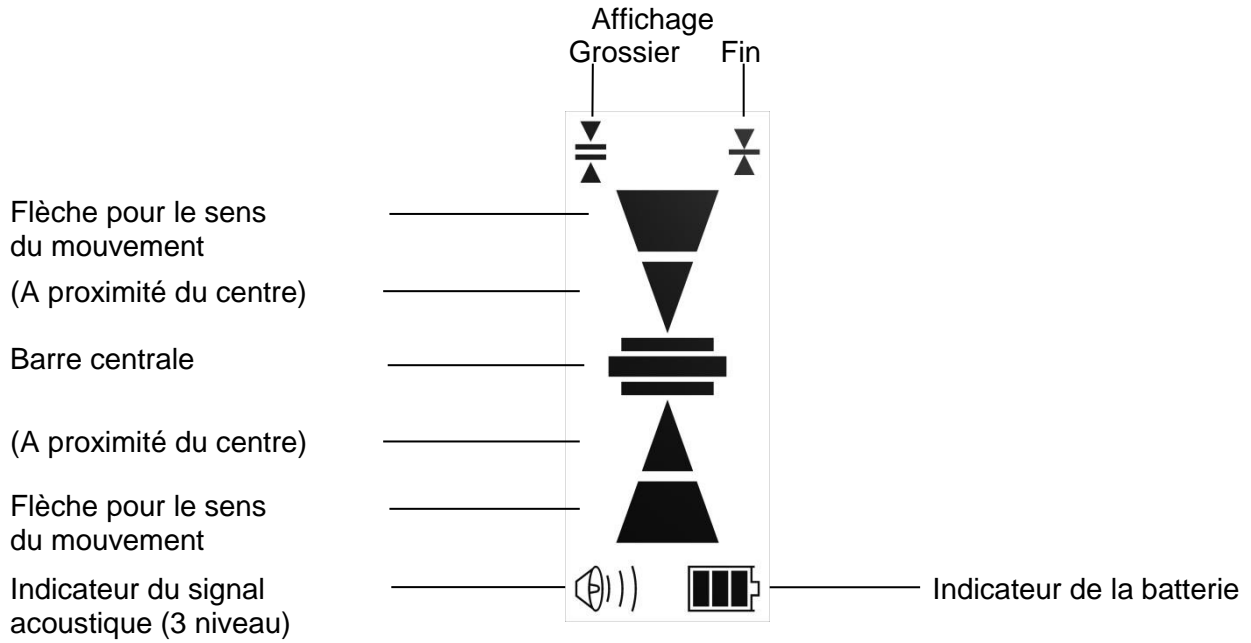 Affichage
Grossier Fin
Flèche pour le sens
du mouvement
(A proximité du centre)
Barre centrale
(A proximité du centre)
Flèche pour le sens
du mouvement
Indicateur du signal
acoustique (3 niveau)
Indicateur de la batterie